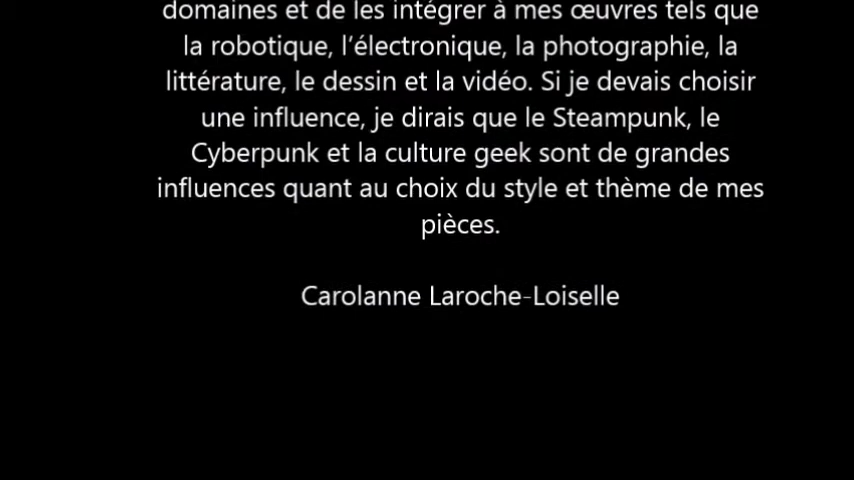 domaines et de les intégrer à mes œuvres tels que
la robotique, l’électronique, la photographie, la
littérature, le dessin et la vidéo. Si je devais choisir
une influence, je dirais que le Steampunk, le
Cyberpunk et la culture geek sont de grandes
influences quant au choix du style et thème de mes
pièces.
Carolanne Laroche-Loiselle